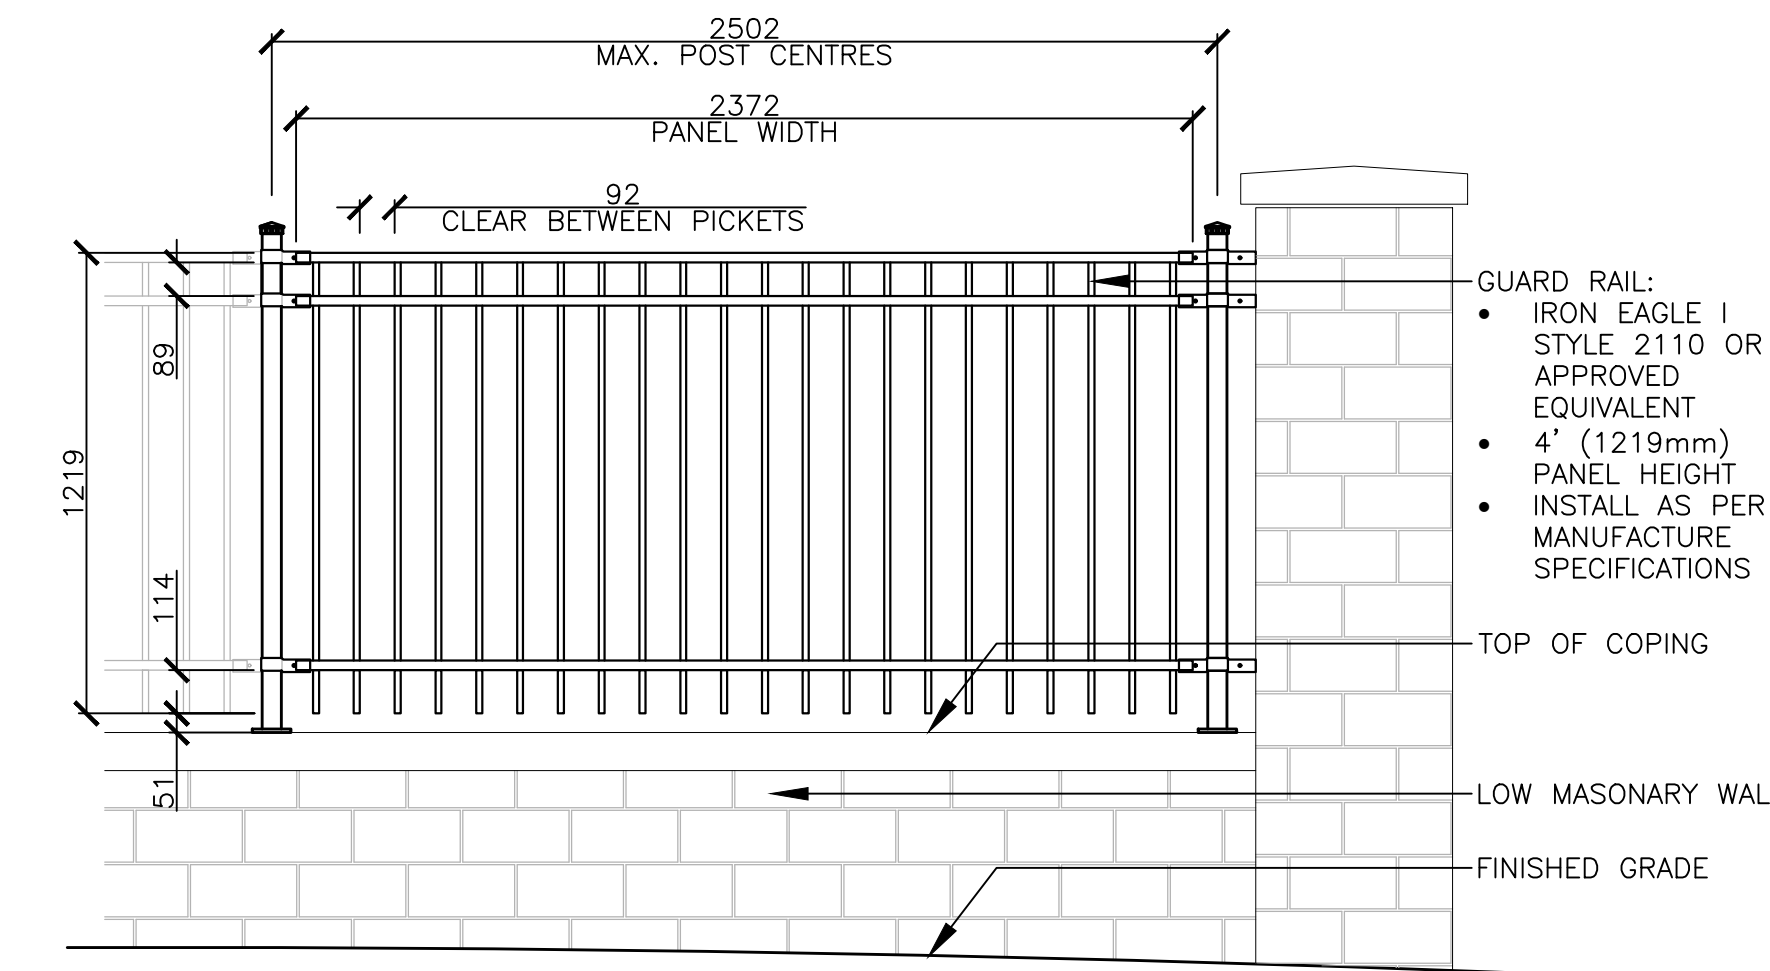 2502
MAX. POST CENTRES
2372
PANEL WIDTH
92
CLEAR BETWEEN PICKETS
89
1219
114
51
GUARD RAIL:
• IRON EAGLE I
STYLE 2110 OR
APPROVED
EQUIVALENT
• 4' (1219mm)
PANEL HEIGHT
• INSTALL AS PER
MANUFACTURE
SPECIFICATIONS
TOP OF COPING
LOW MASONARY WAL
FINISHED GRADE